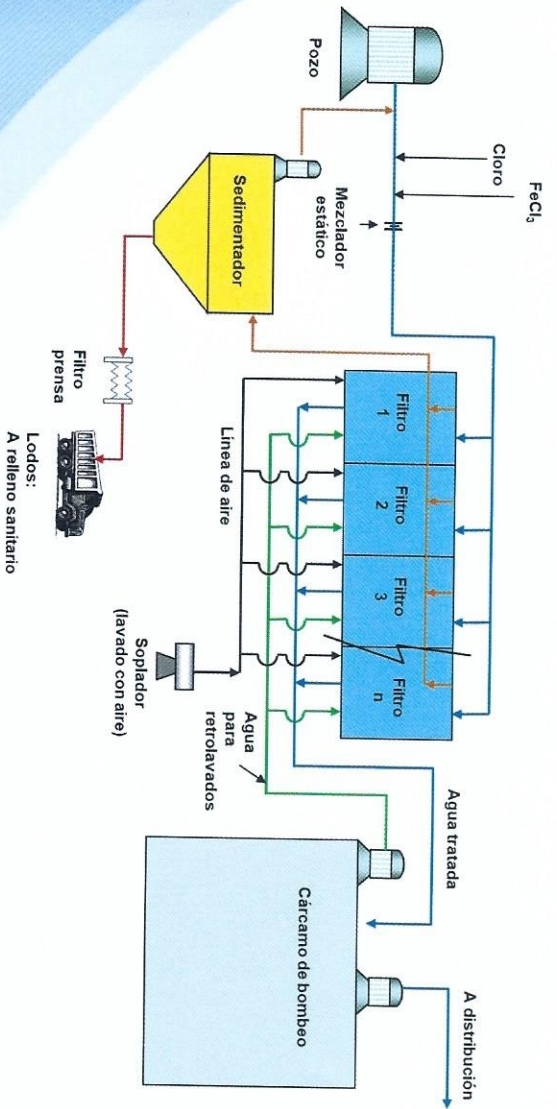 Pozo
Cloro
FeCl₃
Mezclador
estático
Sedimentador
Filtro
prensa
Lodos:
A relleno sanitario
Filtro
1
Filtro
2
Filtro
3
Filtro
n
Línea de aire
Soplador
(lavado con aire)
Agua
para
retrolavados
Agua tratada
Cárcamo de bombeo
A distribución